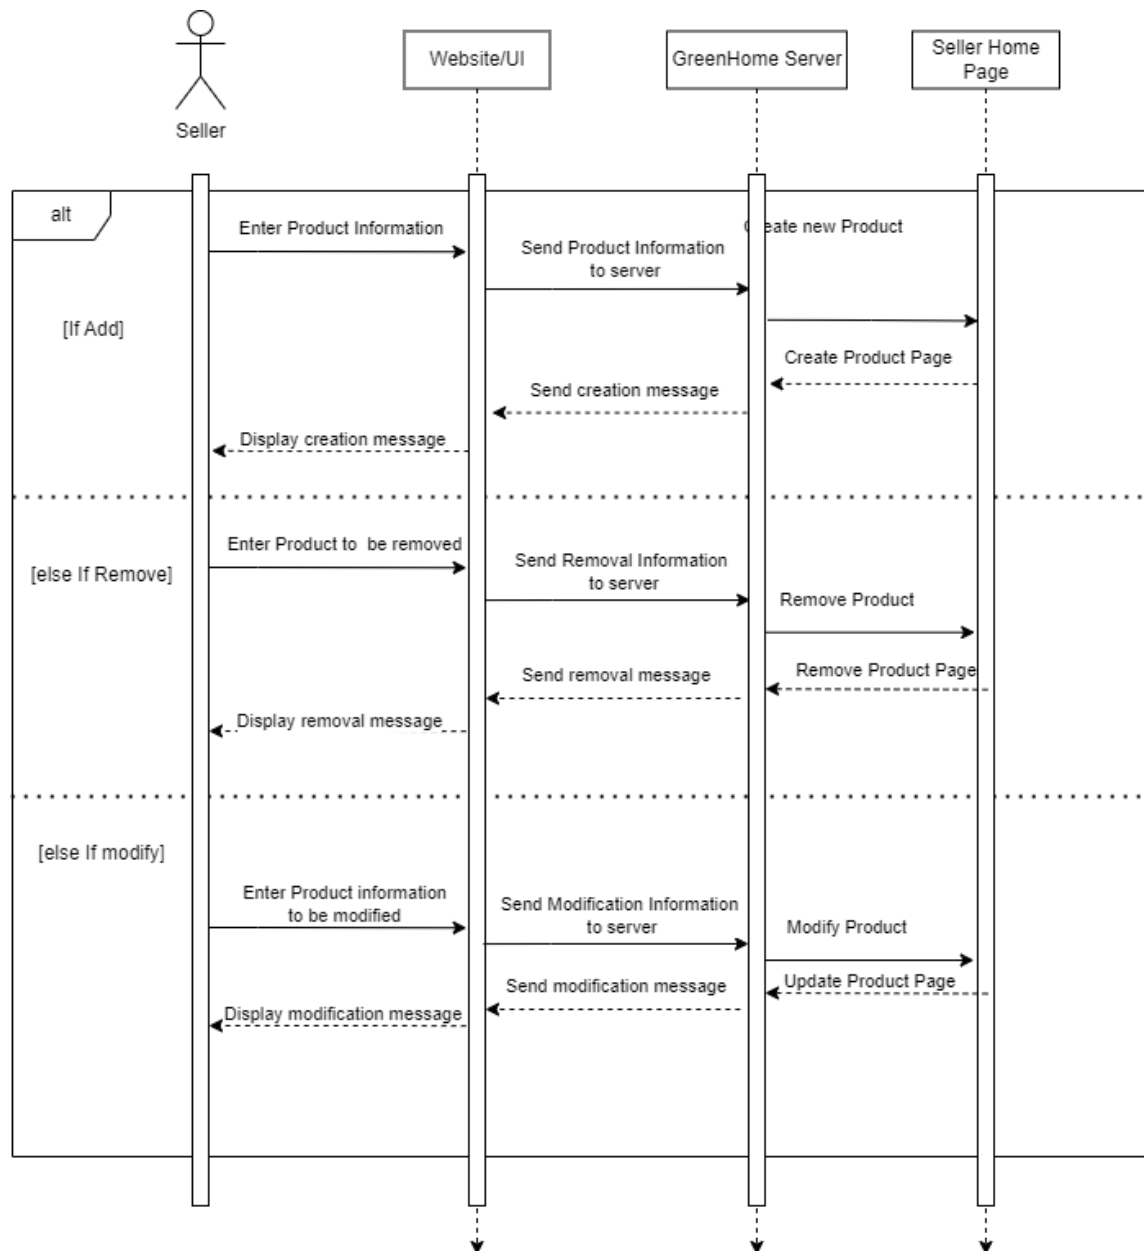 Seller
Website/UI
GreenHome Server
Seller Home
Page
alt
[If Add]
Enter Product Information
Send Product Information
to server
Create new Product
Create Product Page
Send creation message
Display creation message
[else If Remove]
Enter Product to be removed
Send Removal Information
to server
Remove Product
Remove Product Page
Send removal message
Display removal message
[else If modify]
Enter Product information
to be modified
Send Modification Information
to server
Modify Product
Update Product Page
Send modification message
Display modification message